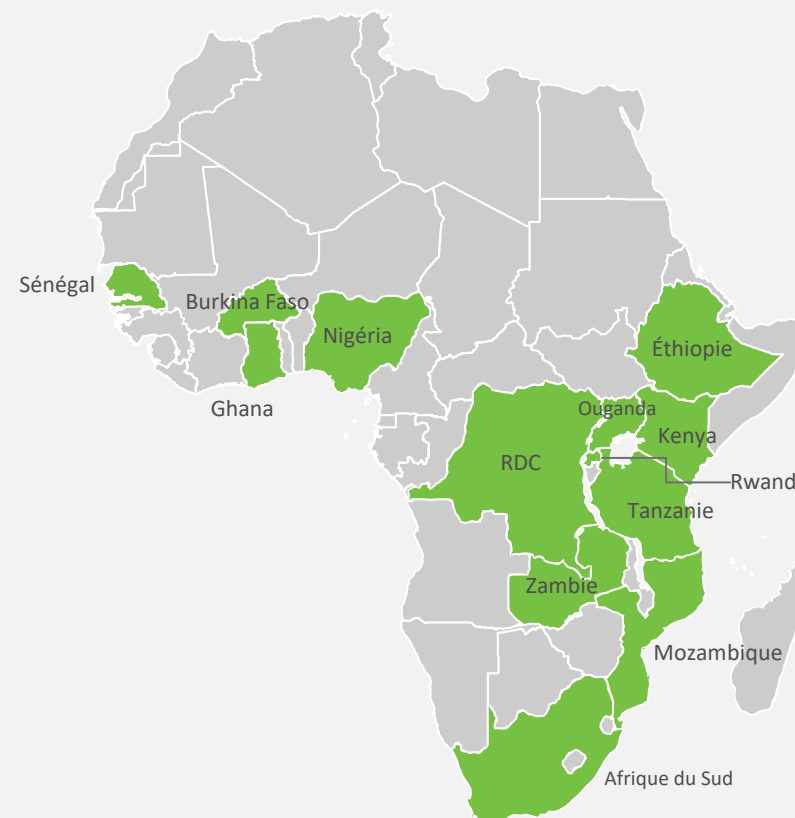 Sénégal
Burkina Faso
Nigéria
Éthiopie
Ghana
Ouganda
Kenya
RDC
Rwand
Tanzanie
Zambie
Mozambique
Afrique du Sud